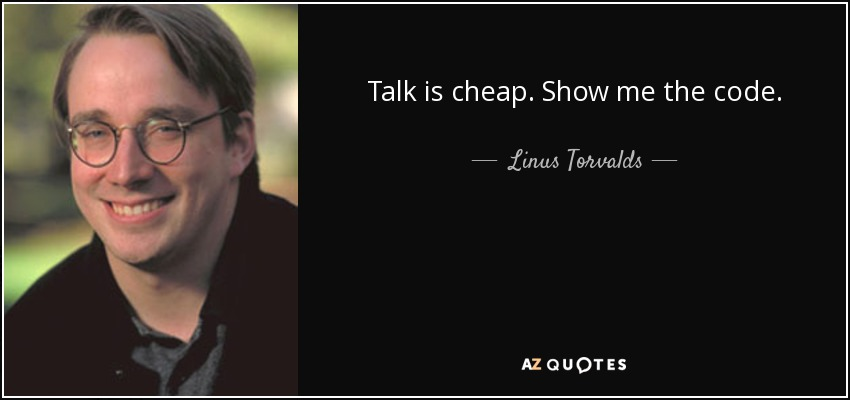 Talk is cheap. Show me the code.
Linus Torvalds
AZ QUOTES